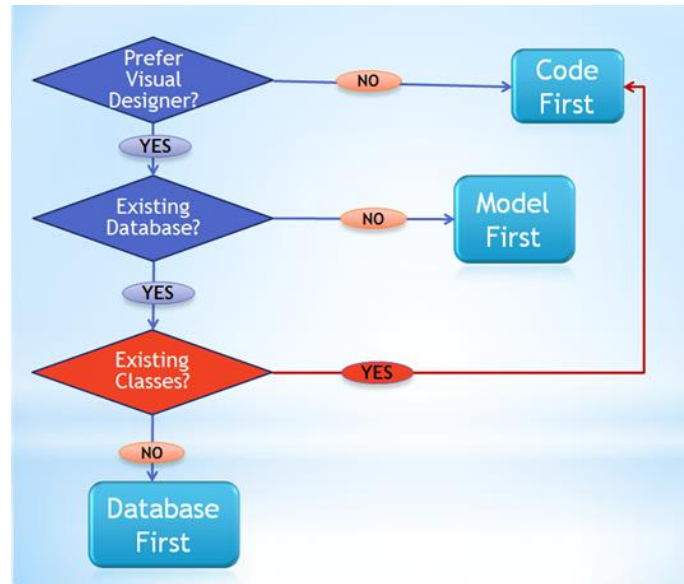 Prefer
Visual
Designer?
NO
Code
First
YES
Existing
Database?
NO
Model
First
YES
Existing
Classes?
YES
NO
Database
First